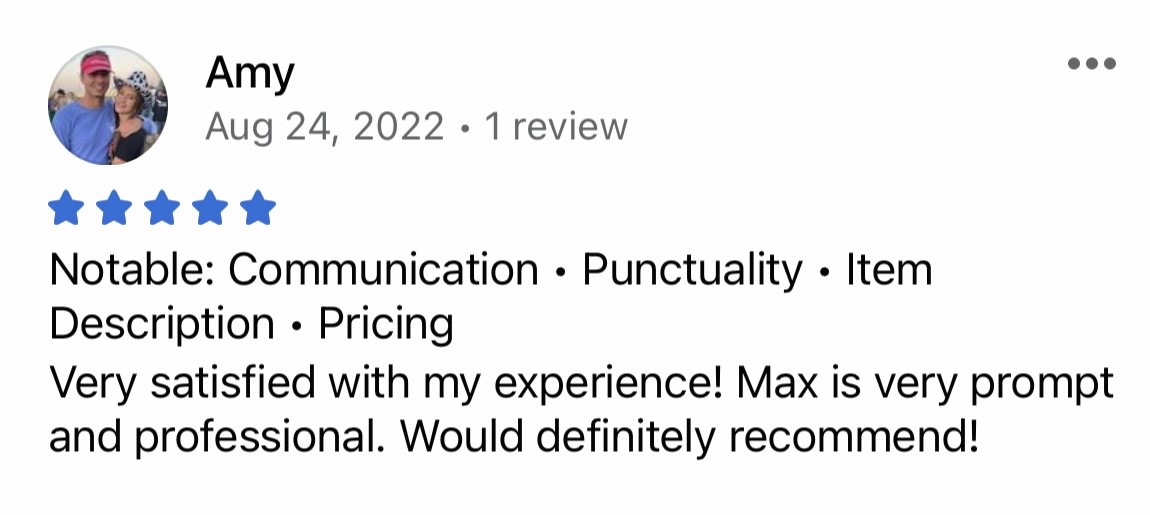 Amy
Aug 24, 2022 • 1 review
Notable: Communication • Punctuality • Item
Description • Pricing
Very satisfied with my experience! Max is very prompt
and professional. Would definitely recommend!